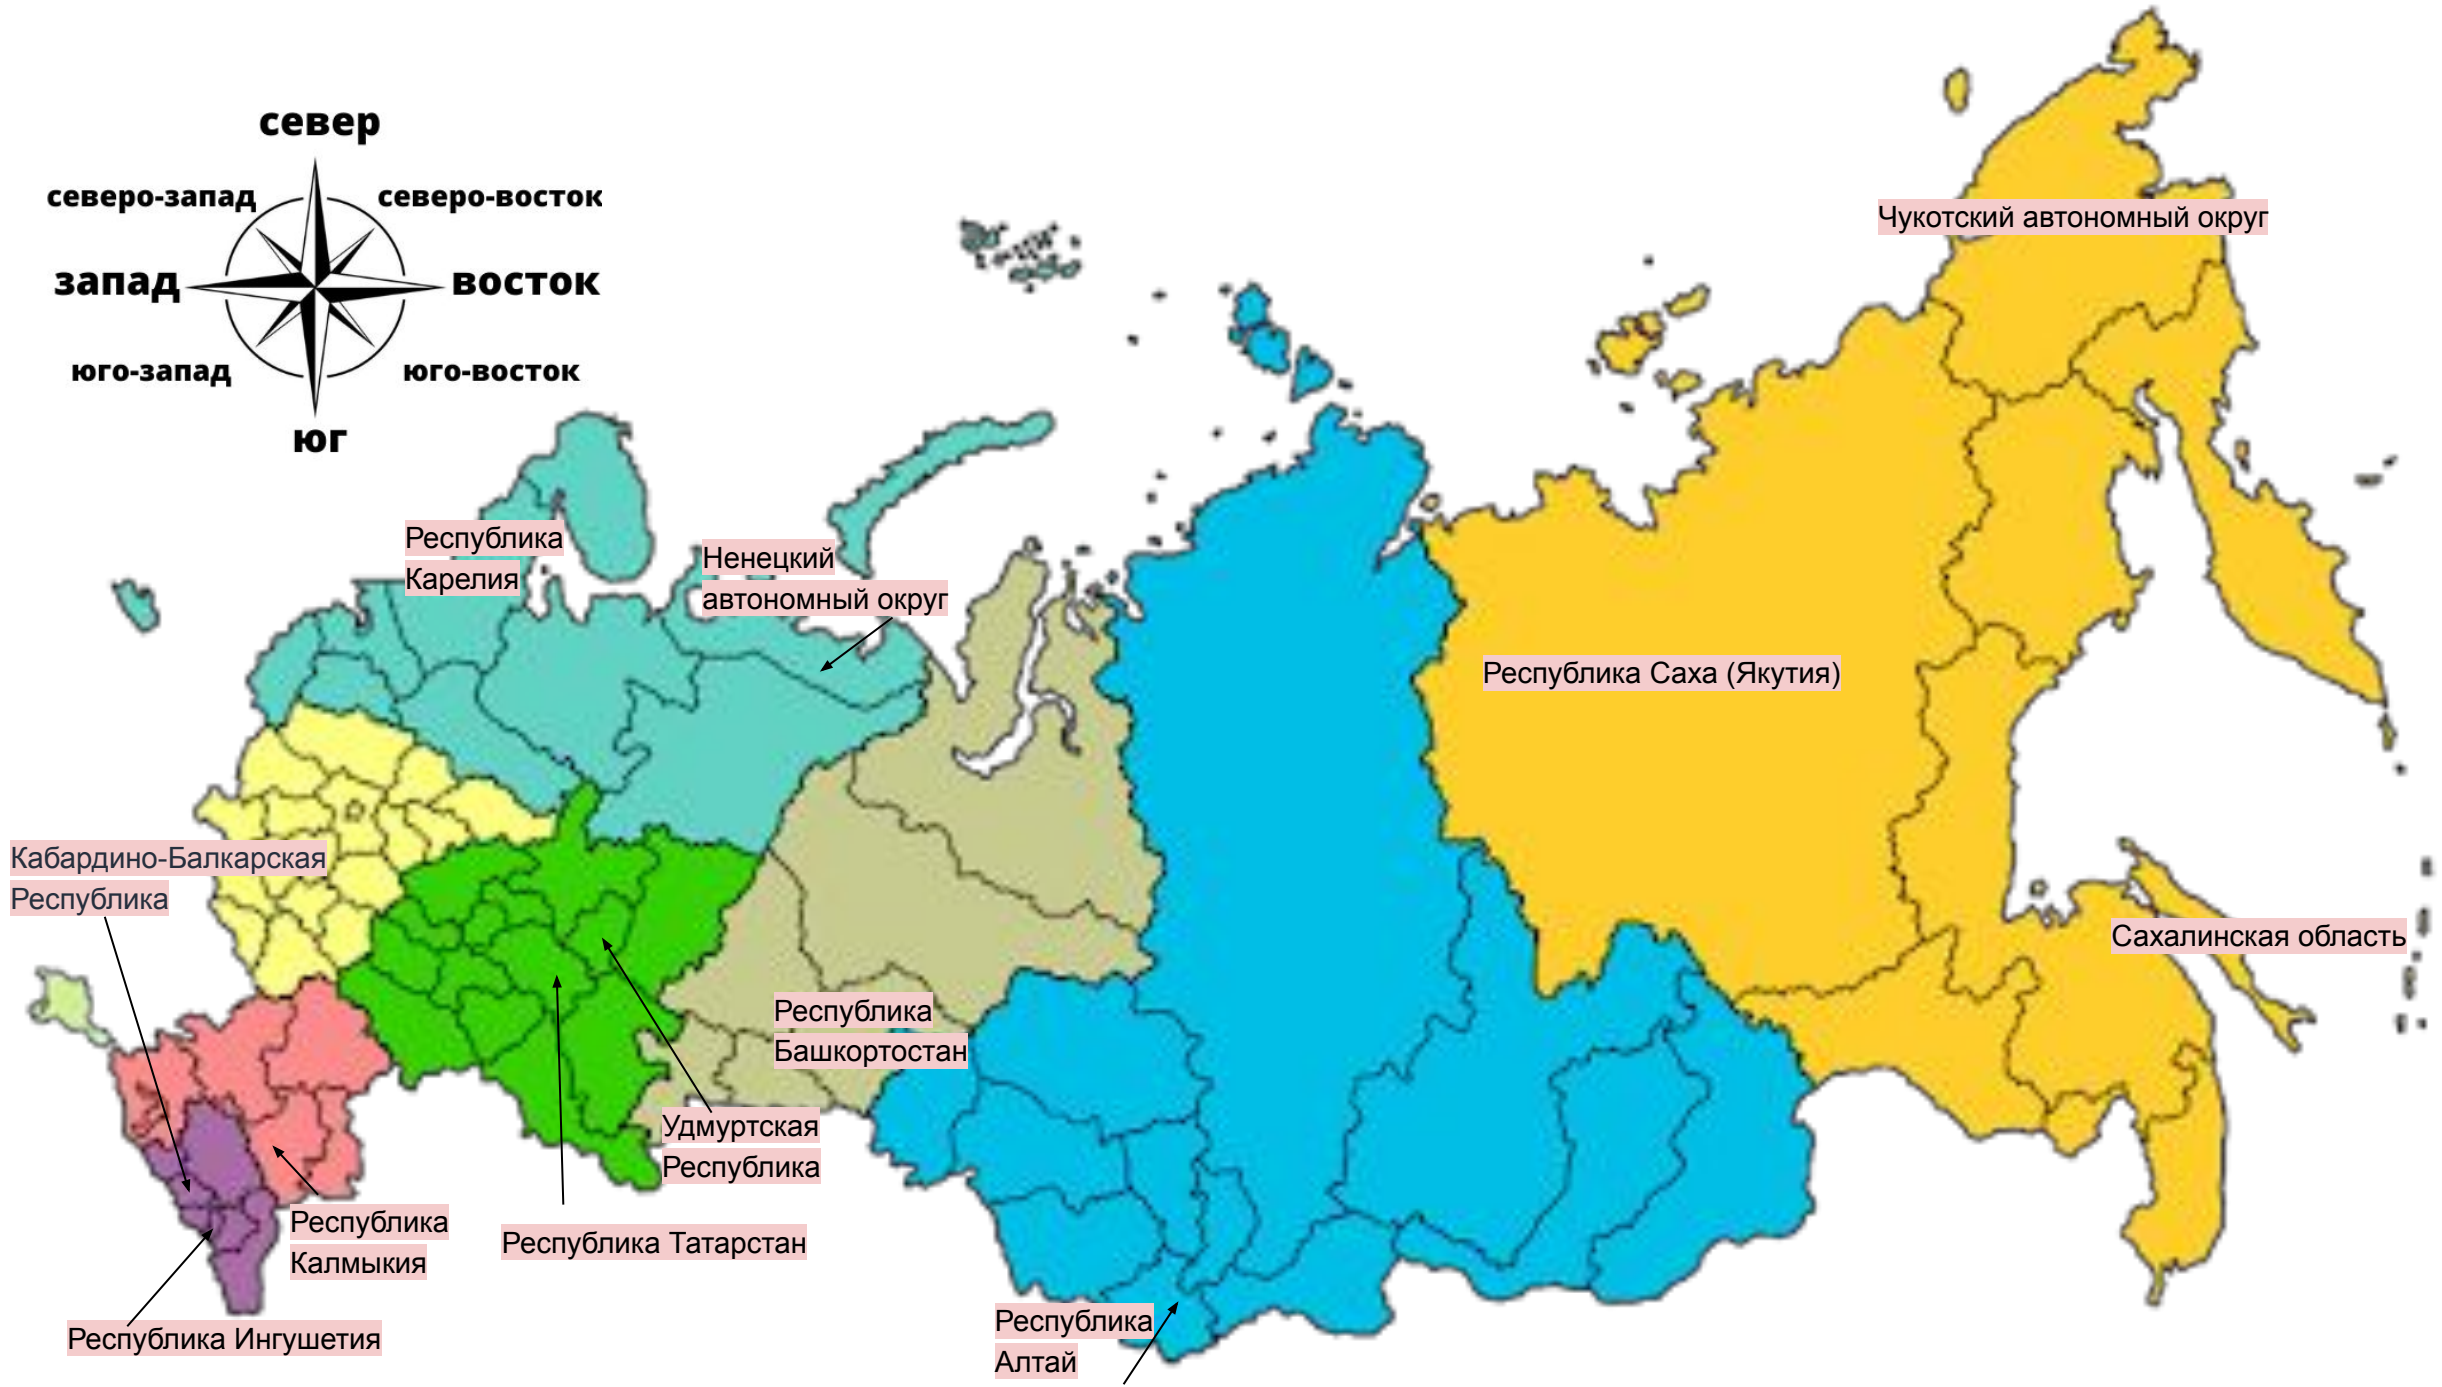 север
северо-запад
северо-восток
запад
восток
юго-запад
юго-восток
юг
Чукотский автономный округ
Республика
Карелия
Ненецкий
автономный округ
Республика Саха (Якутия)
Кабардино-Балкарская
Республика
Сахалинская область
Республика
Башкортостан
Удмуртская
Республика
Республика
Калмыкия
Республика Татарстан
Республика Ингушетия
Республика
Алтай